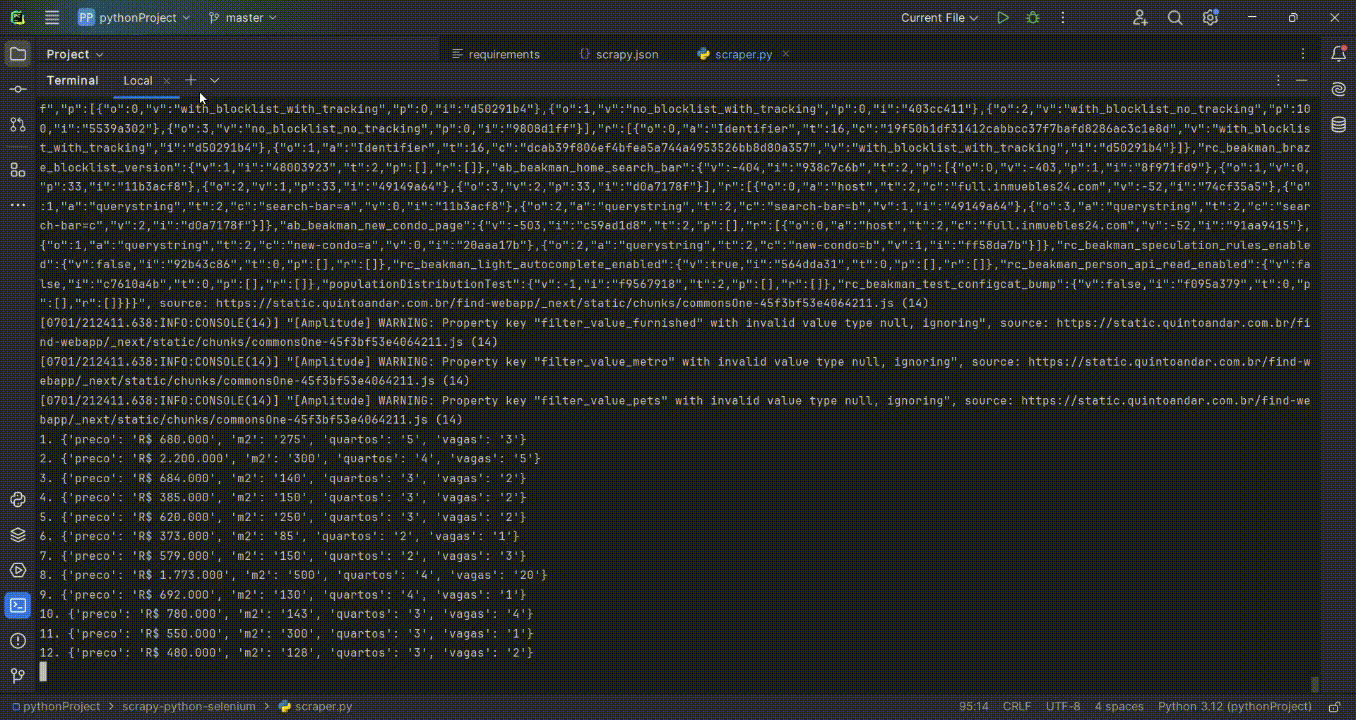 PP pythonProject master Current File
Project requirements {} scrapy.json scraper.py
Terminal Local
f","p":[{"o":0,"v":"with_blocklist_with_tracking","p":0,"i":"d50291b4"},{"o":1,"v":"no_blocklist_with_tracking","p":0,"i":"403cc411"},{"o":2,"v":"with_blocklist_no_tracking","p":10
0,"i":"5539a302"},{"o":3,"v":"no_blocklist_no_tracking","p":0,"i":"9808d1ff"}],"r":[{"o":0,"a":"Identifier","t":16,"c":"19f50b1df31412cabbcc37f7bafd8286ac3c1e8d","v":"with_blocklis
t_with_tracking","i":"d50291b4"},{"o":1,"a":"Identifier","t":16,"c":"dcab39f806ef4bfee5a744a4953526bb8d80a357","v":"with_blocklist_with_tracking","i":"d50291b4"}]},"rc_beakman_braz
e_blocklist_version":{"v":1,"i":"48003923","t":2,"p":[],"r":[]},"ab_beakman_home_search_bar":{"v":-404,"i":"938c7c6b","t":2,"p":[{"o":0,"v":-403,"p":1,"i":"8f971fd9"},{"o":1,"v":0,
"p":33,"i":"11b3acf8"},{"o":2,"v":1,"p":33,"i":"49149a64"},{"o":3,"v":2,"p":33,"i":"d0a7178f"}],"r":[{"o":0,"a":"host","t":2,"c":"full.inmuebles24.com","v":-52,"i":"74cf35a5"},{"o"
:1,"a":"querystring","t":2,"c":"search-bar=a","v":0,"i":"11b3acf8"},{"o":2,"a":"querystring","t":2,"c":"search-bar=b","v":1,"i":"49149a64"},{"o":3,"a":"querystring","t":2,"c":"sear
ch-bar=c","v":2,"i":"d0a7178f"}]},"ab_beakman_new_condo_page":{"v":-503,"i":"c59ad1d8","t":2,"p":[],"r":[{"o":0,"a":"host","t":2,"c":"full.inmuebles24.com","v":-52,"i":"91aa9415"},
{"o":1,"a":"querystring","t":2,"c":"new-condo=a","v":0,"i":"20aaa17b"},{"o":2,"a":"querystring","t":2,"c":"new-condo=b","v":1,"i":"ff58da7b"}]},"rc_beakman_speculation_rules_enable
d":{"v":false,"i":"92b43c86","t":0,"p":[],"r":[]},"rc_beakman_light_autocomplete_enabled":{"v":true,"i":"564dda31","t":0,"p":[],"r":[]},"rc_beakman_person_api_read_enabled":{"v":fa
lse,"i":"c7610a4b","t":0,"p":[],"r":[]},"populationDistributionTest":{"v":-1,"i":"f9567918","t":2,"p":[],"r":[]},"rc_beakman_test_configcat_bump":{"v":false,"i":"f095a379","t":0,"p
":[],"r":[]}}}", source: https://static.quintoandar.com.br/find-webapp/_next/static/chunks/commonsOne-45f3bf53e4064211.js (14)
[0701/212411.638:INFO:CONSOLE(14)] "[Amplitude] WARNING: Property key "filter_value_furnished" with invalid value type null, ignoring", source: https://static.quintoandar.com.br/fi
nd-webapp/_next/static/chunks/commonsOne-45f3bf53e4064211.js (14)
[0701/212411.638:INFO:CONSOLE(14)] "[Amplitude] WARNING: Property key "filter_value_metro" with invalid value type null, ignoring", source: https://static.quintoandar.com.br/find-w
ebapp/_next/static/chunks/commonsOne-45f3bf53e4064211.js (14)
[0701/212411.638:INFO:CONSOLE(14)] "[Amplitude] WARNING: Property key "filter_value_pets" with invalid value type null, ignoring", source: https://static.quintoandar.com.br/find-we
bapp/_next/static/chunks/commonsOne-45f3bf53e4064211.js (14)
1. {'preco': 'R$ 680.000', 'm2': '275', 'quartos': '5', 'vagas': '3'}
2. {'preco': 'R$ 2.200.000', 'm2': '300', 'quartos': '4', 'vagas': '5'}
3. {'preco': 'R$ 684.000', 'm2': '140', 'quartos': '3', 'vagas': '2'}
4. {'preco': 'R$ 385.000', 'm2': '150', 'quartos': '3', 'vagas': '2'}
5. {'preco': 'R$ 620.000', 'm2': '250', 'quartos': '3', 'vagas': '2'}
6. {'preco': 'R$ 373.000', 'm2': '85', 'quartos': '2', 'vagas': '1'}
7. {'preco': 'R$ 579.000', 'm2': '150', 'quartos': '2', 'vagas': '3'}
8. {'preco': 'R$ 1.773.000', 'm2': '500', 'quartos': '4', 'vagas': '20'}
9. {'preco': 'R$ 692.000', 'm2': '130', 'quartos': '4', 'vagas': '1'}
10. {'preco': 'R$ 780.000', 'm2': '143', 'quartos': '3', 'vagas': '4'}
11. {'preco': 'R$ 550.000', 'm2': '300', 'quartos': '3', 'vagas': '1'}
12. {'preco': 'R$ 480.000', 'm2': '128', 'quartos': '3', 'vagas': '2'}
pythonProject > scrapy-python-selenium > scraper.py 95:14 CRLF UTF-8 4 spaces Python 3.12 (pythonProject)